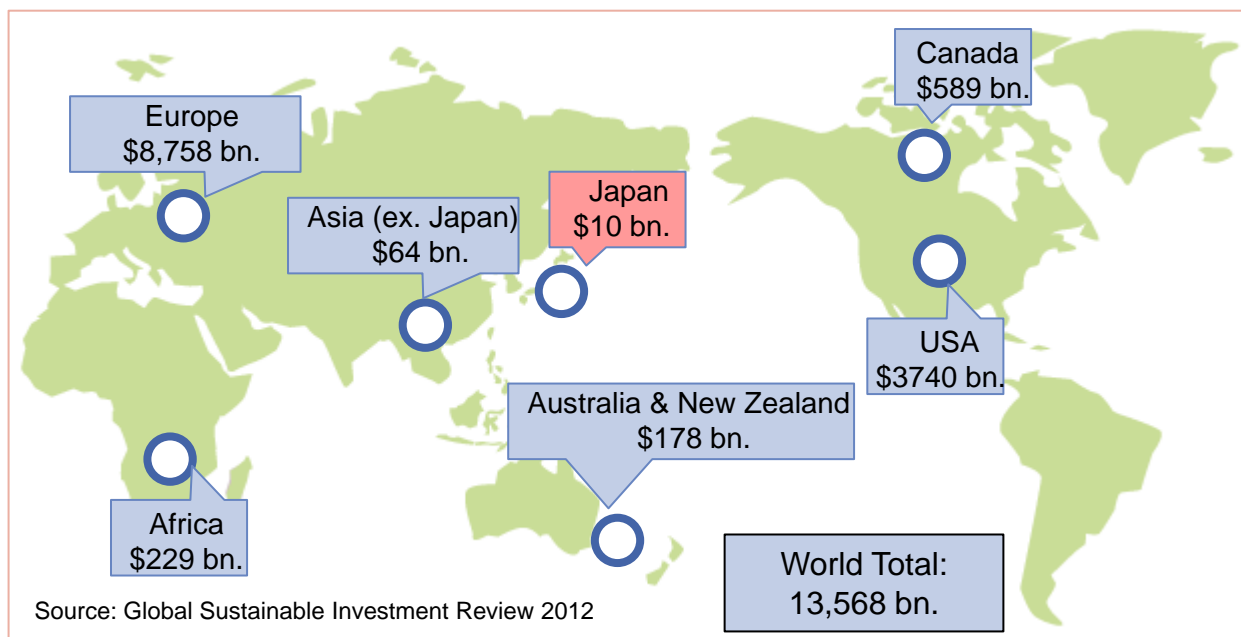 Canada
$589 bn.
Europe
$8,758 bn.
Asia (ex. Japan)
$64 bn.
Japan
$10 bn.
USA
$3740 bn.
Australia & New Zealand
$178 bn.
Africa
$229 bn.
World Total:
13,568 bn.
Source: Global Sustainable Investment Review 2012